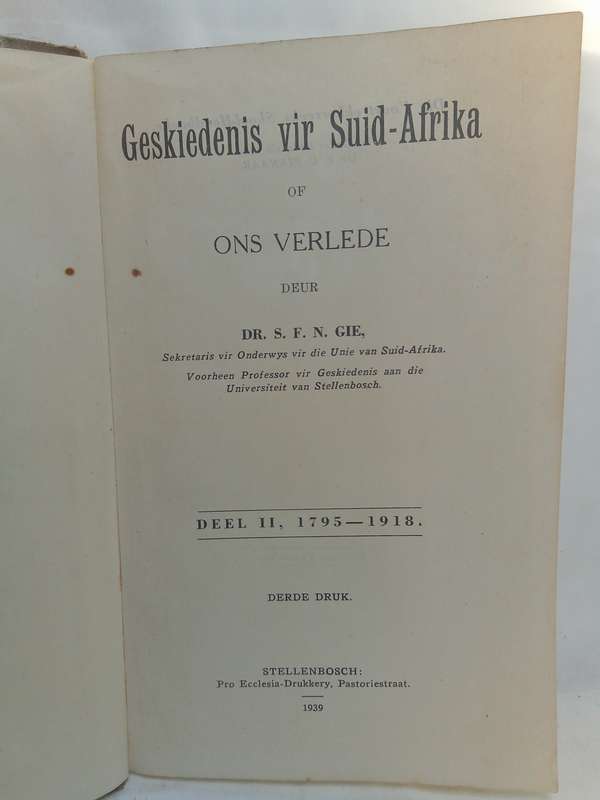 Geskiedenis vir Suid-Afrika
OF
ONS VERLEDE
DEUR
DR. S. F. N. GIE,
Sekretaris vir Onderwys vir die Unie van Suid-Afrika.
Voorheen Professor vir Geskiedenis aan die
Universiteit van Stellenbosch.
DEEL II, 1795—1918.
DERDE DRUK.
STELLENBOSCH:
Pro Ecclesia-Drukkery, Pastoriestraat.
1939